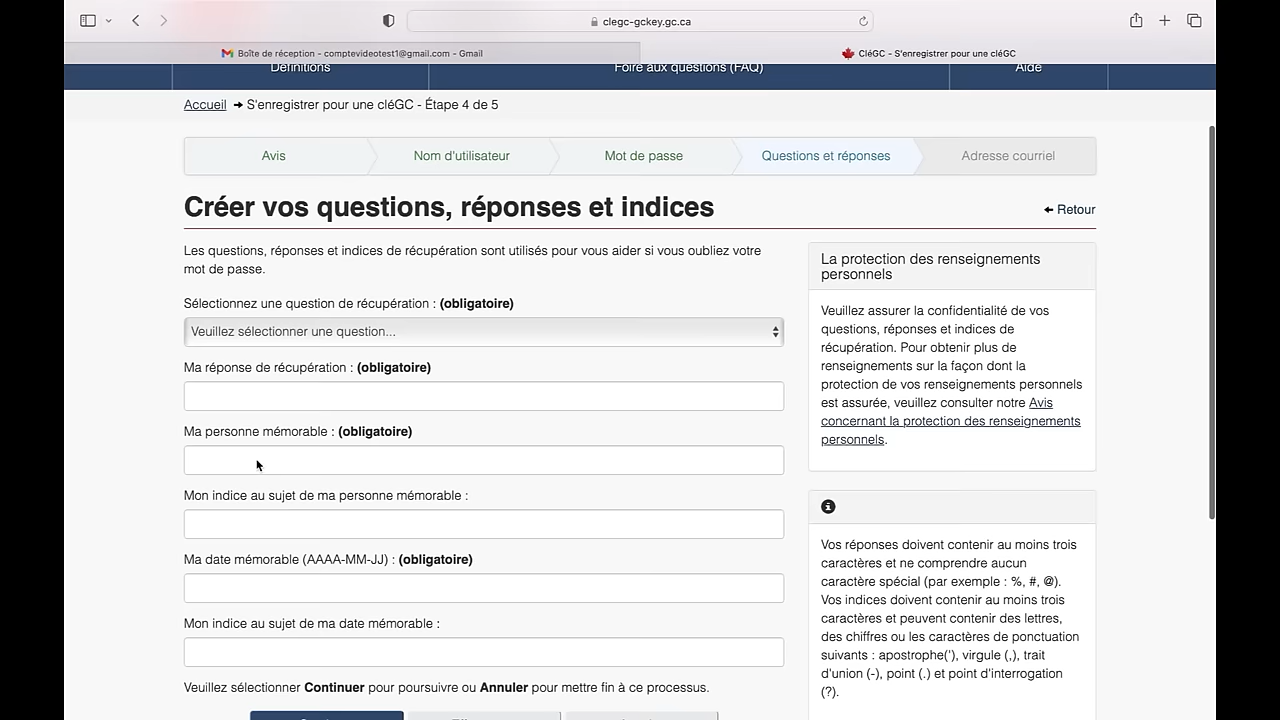 clegc-gckey.gc.ca
Boîte de réception - comptevideotest1@gmail.com - Gmail
CléGC - S'enregistrer pour une cléGC
Définitions
Foire aux questions (FAQ)
Aide
Accueil → S'enregistrer pour une cléGC - Étape 4 de 5
Avis
Nom d'utilisateur
Mot de passe
Questions et réponses
Adresse courriel
Créer vos questions, réponses et indices
← Retour
Les questions, réponses et indices de récupération sont utilisés pour vous aider si vous oubliez votre
mot de passe.
Sélectionnez une question de récupération : (obligatoire)
Veuillez sélectionner une question...
Ma réponse de récupération : (obligatoire)
Ma personne mémorable : (obligatoire)
Mon indice au sujet de ma personne mémorable :
Ma date mémorable (AAAA-MM-JJ) : (obligatoire)
Mon indice au sujet de ma date mémorable :
Veuillez sélectionner Continuer pour poursuivre ou Annuler pour mettre fin à ce processus.
La protection des renseignements
personnels
Veuillez assurer la confidentialité de vos
questions, réponses et indices de
récupération. Pour obtenir plus de
renseignements sur la façon dont la
protection de vos renseignements personnels
est assurée, veuillez consulter notre Avis
concernant la protection des renseignements
personnels.
Vos réponses doivent contenir au moins trois
caractères et ne comprendre aucun
caractère spécial (par exemple : %, #, @).
Vos indices doivent contenir au moins trois
caractères et peuvent contenir des lettres,
des chiffres ou les caractères de ponctuation
suivants : apostrophe('), virgule (,), trait
d'union (-), point (.) et point d'interrogation
(?).